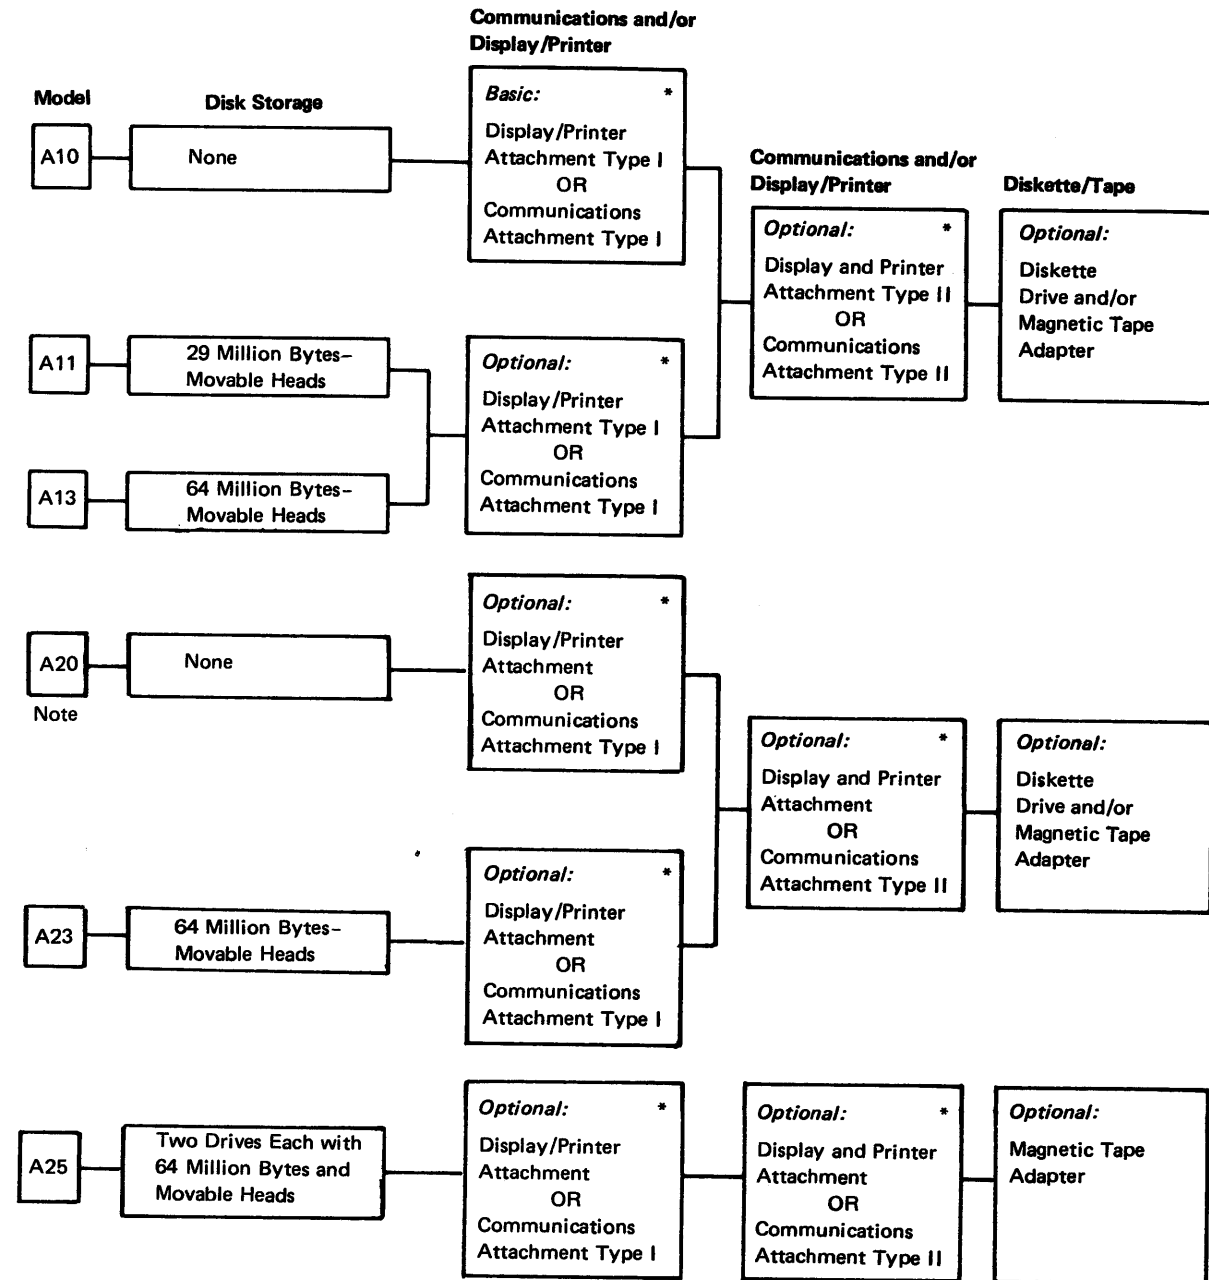 Communications and/or
Display/Printer
Model
Disk Storage
A10
None
Basic: *
Display/Printer
Attachment Type I
OR
Communications
Attachment Type I
Communications and/or
Display/Printer
Diskette/Tape
Optional: *
Display and Printer
Attachment Type II
OR
Communications
Attachment Type II
Optional:
Diskette
Drive and/or
Magnetic Tape
Adapter
A11
29 Million Bytes–
Movable Heads
A13
64 Million Bytes–
Movable Heads
Optional: *
Display/Printer
Attachment Type I
OR
Communications
Attachment Type I
A20
Note
None
Optional: *
Display/Printer
Attachment
OR
Communications
Attachment Type I
Optional: *
Display and Printer
Attachment
OR
Communications
Attachment Type II
Optional:
Diskette
Drive and/or
Magnetic Tape
Adapter
A23
64 Million Bytes–
Movable Heads
Optional: *
Display/Printer
Attachment
OR
Communications
Attachment Type I
A25
Two Drives Each with
64 Million Bytes and
Movable Heads
Optional: *
Display/Printer
Attachment
OR
Communications
Attachment Type I
Optional: *
Display and Printer
Attachment
OR
Communications
Attachment Type II
Optional:
Magnetic Tape
Adapter